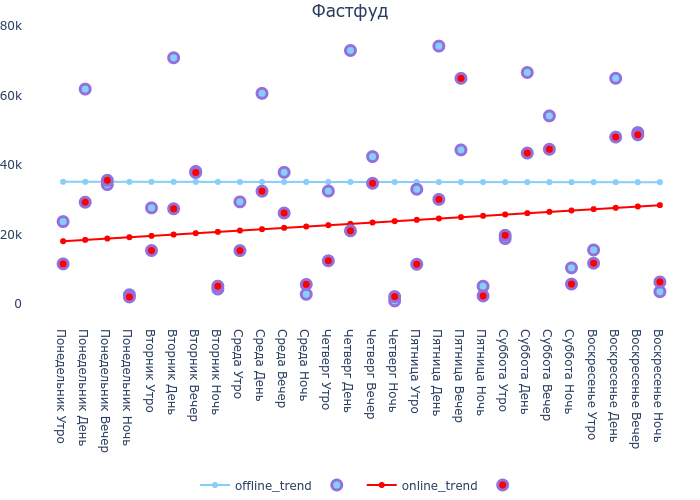 Фастфуд
80k
60k
40k
20k
0
Понедельник Утро
Понедельник День
Понедельник Вечер
Понедельник Ночь
Вторник Утро
Вторник День
Вторник Вечер
Вторник Ночь
Среда Утро
Среда День
Среда Вечер
Среда Ночь
Четверг Утро
Четверг День
Четверг Вечер
Четверг Ночь
Пятница Утро
Пятница День
Пятница Вечер
Пятница Ночь
Суббота Утро
Суббота День
Суббота Вечер
Суббота Ночь
Воскресенье Утро
Воскресенье День
Воскресенье Вечер
Воскресенье Ночь
offline_trend
online_trend